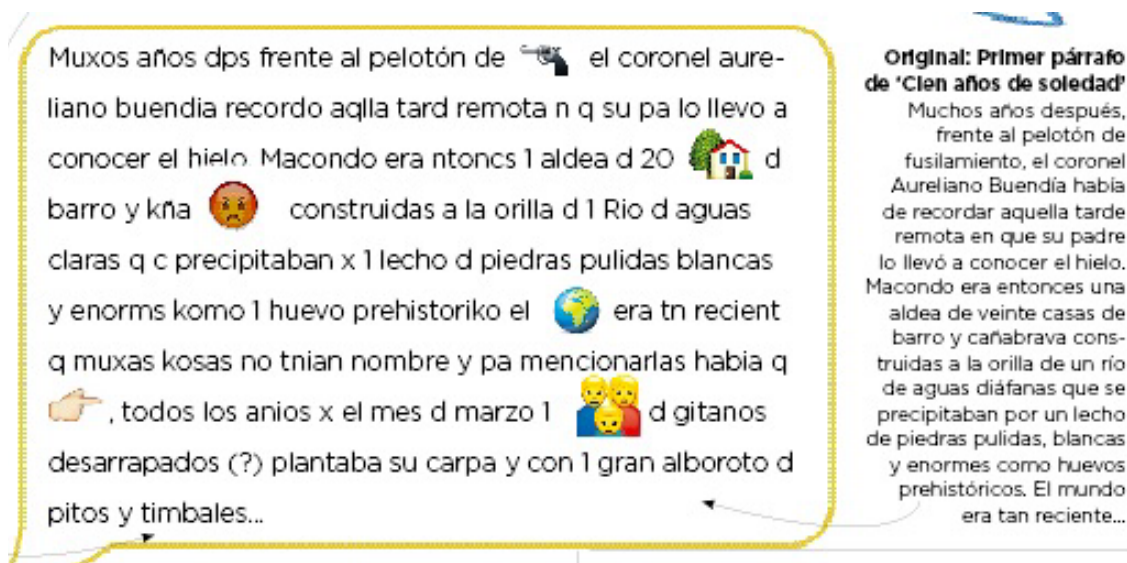 Muxos años dps frente al pelotón de 🔫 el coronel aure-
liano buendia recordo aqlla tard remota n q su pa lo llevo a
conocer el hielo. Macondo era ntoncs 1 aldea d 20 🏡 d
barro y kña 😡 construidas a la orilla d 1 Rio d aguas
claras q c precipitaban x 1 lecho d piedras pulidas blancas
y enorms komo 1 huevo prehistoriko el 🌍 era tn recient
q muxas kosas no tnian nombre y pa mencionarlas habia q
👉, todos los anios x el mes d marzo 1 👪 d gitanos
desarrapados (?) plantaba su carpa y con 1 gran alboroto d
pitos y timbales...
Original: Primer párrafo
de ‘Cien años de soledad’
Muchos años después,
frente al pelotón de
fusilamiento, el coronel
Aureliano Buendía había
de recordar aquella tarde
remota en que su padre
lo llevó a conocer el hielo.
Macondo era entonces una
aldea de veinte casas de
barro y cañabrava cons-
truidas a la orilla de un río
de aguas diáfanas que se
precipitaban por un lecho
de piedras pulidas, blancas
y enormes como huevos
prehistóricos. El mundo
era tan reciente...